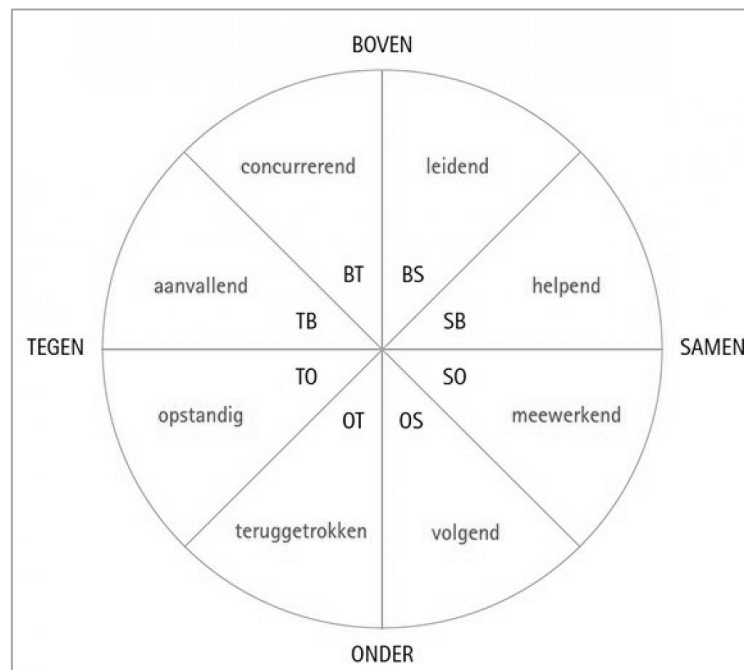 BOVEN
concurrerend leidend
aanvallend BT BS helpend
TB SB
TEGEN SAMEN
TO SO
opstandig OT OS meewerkend
teruggetrokken volgend
ONDER